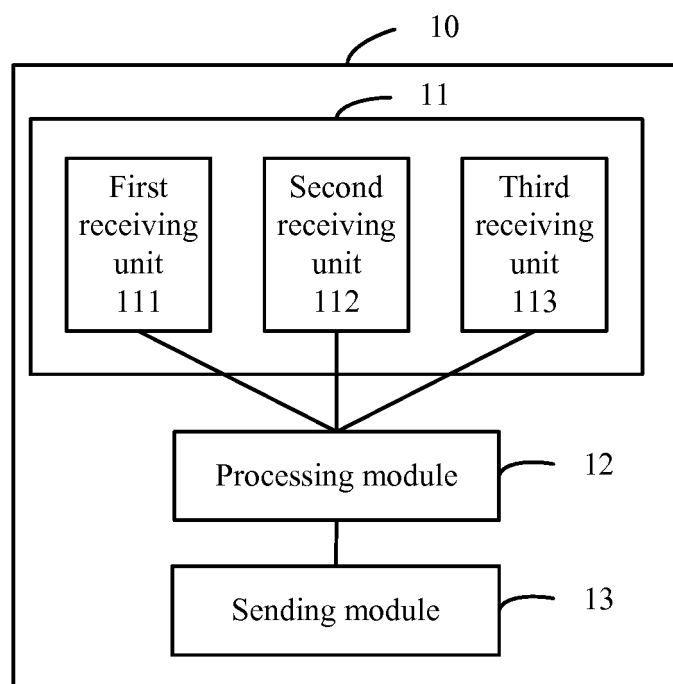 10
11
First
receiving
unit
111
Second
receiving
unit
112
Third
receiving
unit
113
Processing module
12
Sending module
13